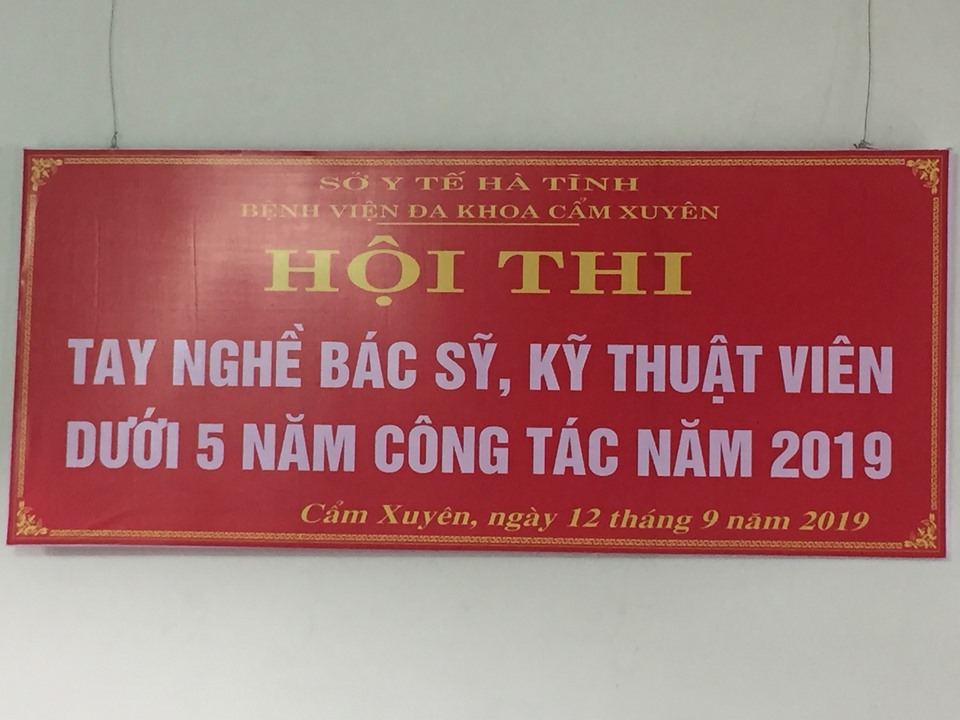 SỞ Y TẾ HÀ TĨNH
BỆNH VIỆN ĐA KHOA CẨM XUYÊN
HỘI THI
TAY NGHỀ BÁC SỸ, KỸ THUẬT VIÊN
DƯỚI 5 NĂM CÔNG TÁC NĂM 2019
Cẩm Xuyên, ngày 12 tháng 9 năm 2019